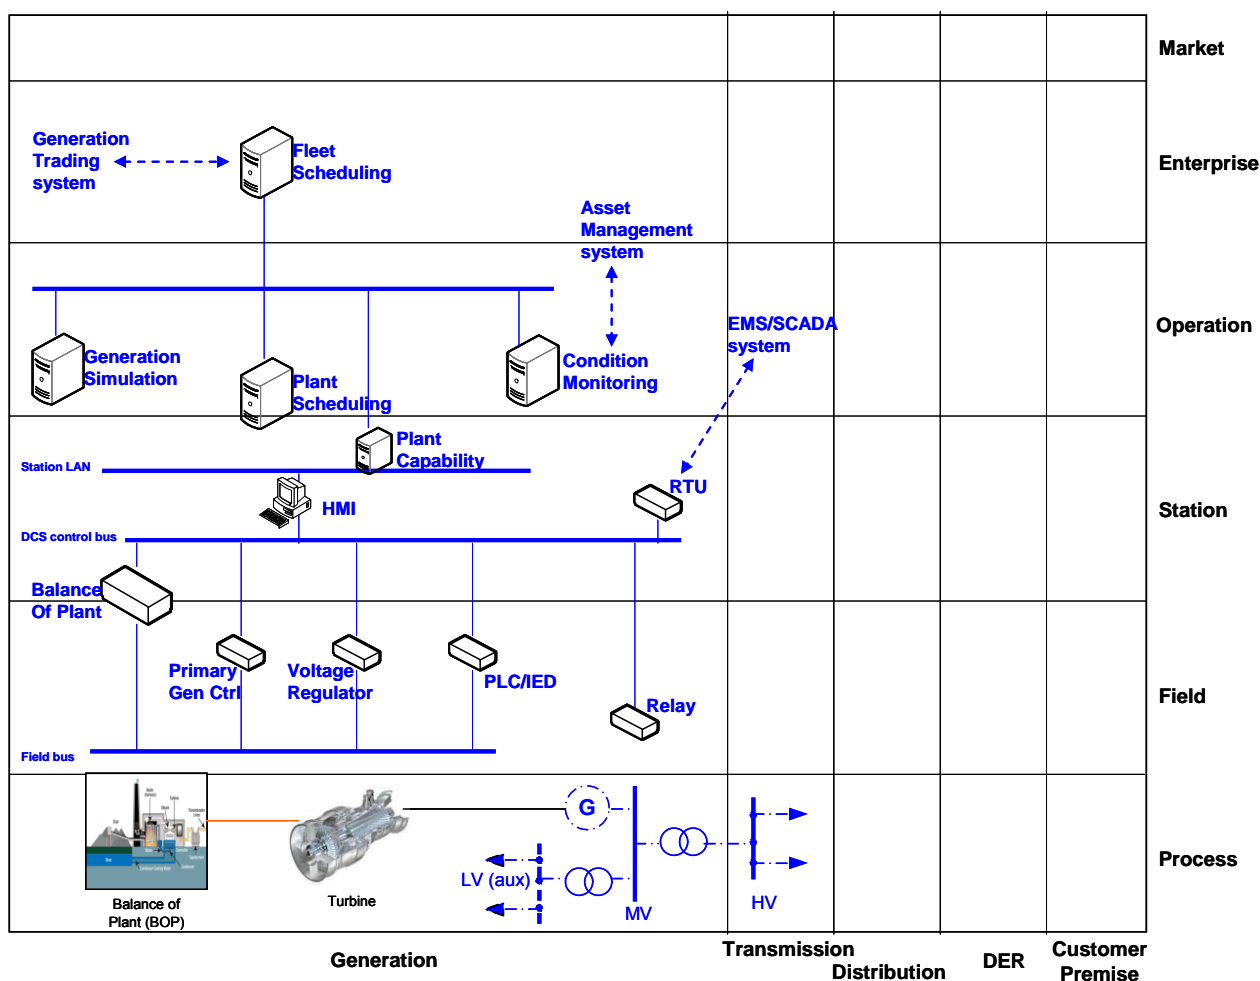 Market
Generation
Trading
system
Fleet
Scheduling
Enterprise
Asset
Management
system
EMS/SCADA
system
Operation
Generation
Simulation
Plant
Scheduling
Condition
Monitoring
Plant
Capability
Station LAN
HMI
RTU
Station
DCS control bus
Balance
Of Plant
Primary
Gen Ctrl
Voltage
Regulator
PLC/IED
Relay
Field
Field bus
G
LV (aux)
MV
HV
Process
Balance of
Plant (BOP)
Turbine
Generation
Transmission
Distribution
DER
Customer
Premise